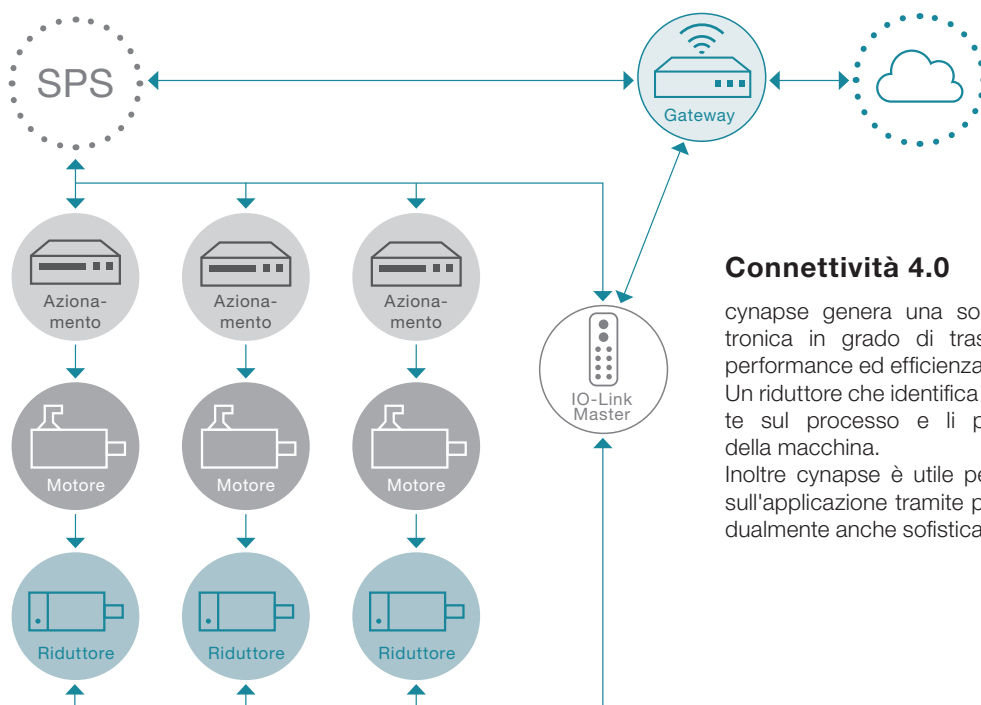 SPS
Gateway
Aziona-
mento
Aziona-
mento
Aziona-
mento
IO-Link
Master
Motore
Motore
Motore
Riduttore
Riduttore
Riduttore
Connettività 4.0
cynapse genera una so
tronica in grado di tras
performance ed efficienza
Un riduttore che identifica
te sul processo e li p
della macchina.
Inoltre cynapse è utile pe
sull'applicazione tramite p
dualmente anche sofistica